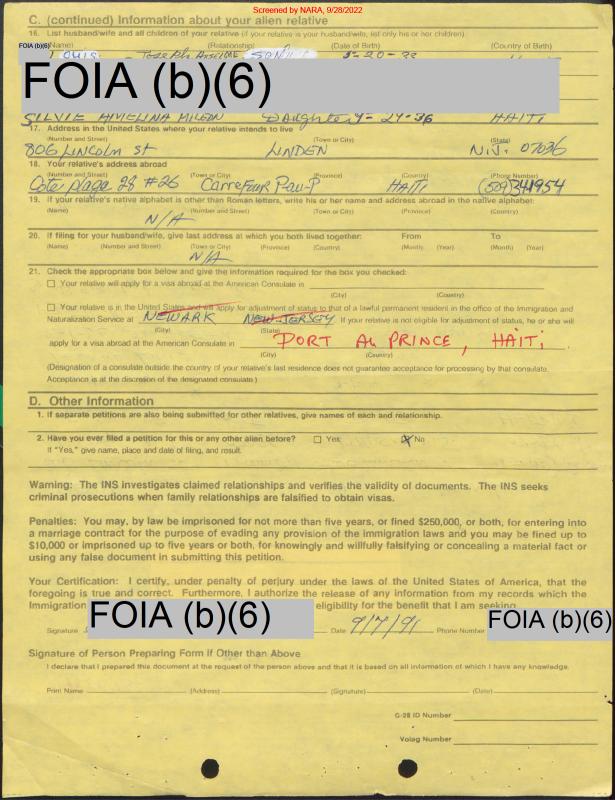 Screened by NARA, 9/28/2022
C. (continued) Information about your alien relative
16. List husband/wife and all children of your relative (if your relative is your husband/wife, list only his or her children).
FOIA (b)(6) (Name) (Relationship) (Date of Birth) (Country of Birth)
Louis Joseph
FOIA (b)(6)
SILVIE AMELINA Daughter 9-27-36 HAITI
17. Address in the United States where your relative intends to live
(Number and Street) (Town or City) (State)
806 LINCOLN St LINDEN N.J. 07036
18. Your relative's address abroad
(Number and Street) (Town or City) (Province) (Country) (Phone Number)
Cote plage 28 #26 Carrefour P-au-P HAITI (509)341954
19. If your relative's native alphabet is other than Roman letters, write his or her name and address abroad in the native alphabet:
(Name) (Number and Street) (Town or City) (Province) (Country)
N/A
20. If filing for your husband/wife, give last address at which you both lived together: From To
(Name) (Number and Street) (Town or City) (Province) (Country) (Month) (Year) (Month) (Year)
N/A
21. Check the appropriate box below and give the information required for the box you checked:
Your relative will apply for a visa abroad at the American Consulate in
(City) (Country)
Your relative is in the United States and will apply for adjustment of status to that of a lawful permanent resident in the office of the Immigration and
Naturalization Service at NEWARK NEW-JERSEY If your relative is not eligible for adjustment of status, he or she will
(City) (State)
apply for a visa abroad at the American Consulate in PORT AU PRINCE, HAITI
(City) (Country)
(Designation of a consulate outside the country of your relative's last residence does not guarantee acceptance for processing by that consulate.
Acceptance is at the discretion of the designated consulate.)
D. Other Information
1. If separate petitions are also being submitted for other relatives, give names of each and relationship.
2. Have you ever filed a petition for this or any other alien before? Yes X No
If "Yes," give name, place and date of filing, and result.
Warning: The INS investigates claimed relationships and verifies the validity of documents. The INS seeks
criminal prosecutions when family relationships are falsified to obtain visas.
Penalties: You may, by law be imprisoned for not more than five years, or fined $250,000, or both, for entering into
a marriage contract for the purpose of evading any provision of the immigration laws and you may be fined up to
$10,000 or imprisoned up to five years or both, for knowingly and willfully falsifying or concealing a material fact or
using any false document in submitting this petition.
Your Certification: I certify, under penalty of perjury under the laws of the United States of America, that the
foregoing is true and correct. Furthermore, I authorize the release of any information from my records which the
Immigration FOIA (b)(6) eligibility for the benefit that I am seeking.
Signature Date 9/7/91 Phone Number FOIA (b)(6)
Signature of Person Preparing Form if Other than Above
I declare that I prepared this document at the request of the person above and that it is based on all information of which I have any knowledge.
Print Name (Address) (Signature) (Date)
G-28 ID Number
Volag Number